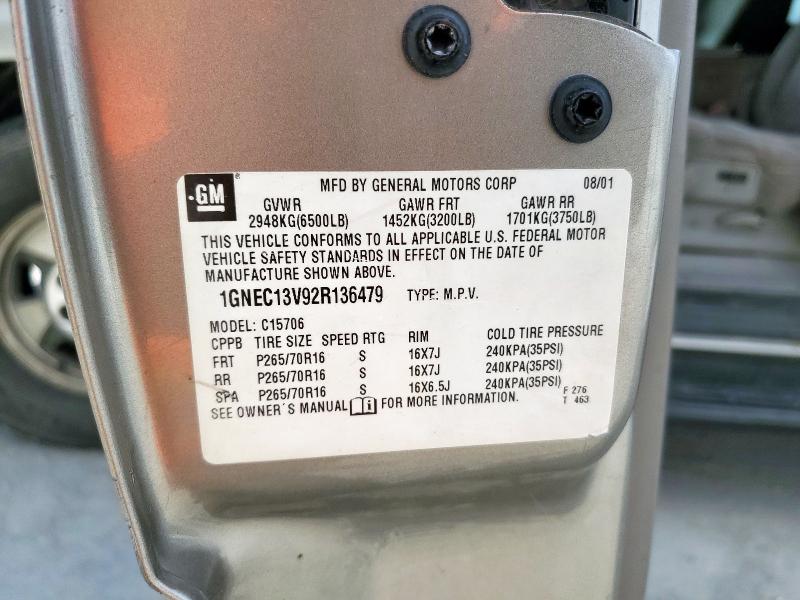 GM ® MFD BY GENERAL MOTORS CORP 08/01
GVWR GAWR FRT GAWR RR
2948KG(6500LB) 1452KG(3200LB) 1701KG(3750LB)
THIS VEHICLE CONFORMS TO ALL APPLICABLE U.S. FEDERAL MOTOR
VEHICLE SAFETY STANDARDS IN EFFECT ON THE DATE OF
MANUFACTURE SHOWN ABOVE.
1GNEC13V92R136479 TYPE: M.P.V.
MODEL: C15706
CPPB TIRE SIZE SPEED RTG RIM COLD TIRE PRESSURE
FRT P265/70R16 S 16X7J 240KPA(35PSI)
RR P265/70R16 S 16X7J 240KPA(35PSI)
SPA P265/70R16 S 16X6.5J 240KPA(35PSI)
F 276
SEE OWNER'S MANUAL i FOR MORE INFORMATION. T 463